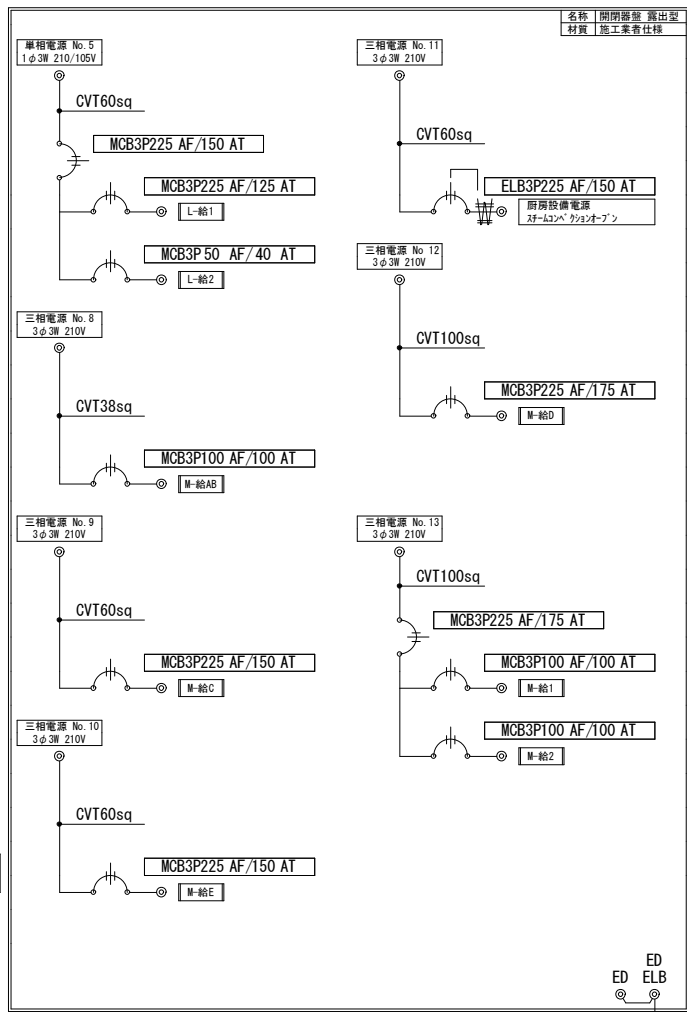 名称 開閉器盤 露出型
材質 施工業者仕様
単相電源 No.5
1φ3W 210/105V
CVT60sq
MCB3P225 AF/150 AT
MCB3P225 AF/125 AT
L-給1
MCB3P 50 AF/ 40 AT
L-給2
三相電源 No.8
3φ3W 210V
CVT38sq
MCB3P100 AF/100 AT
M-給AB
三相電源 No.9
3φ3W 210V
CVT60sq
MCB3P225 AF/150 AT
M-給C
三相電源 No.10
3φ3W 210V
CVT60sq
MCB3P225 AF/150 AT
M-給E
三相電源 No.11
3φ3W 210V
CVT60sq
ELB3P225 AF/150 AT
厨房設備電源
スチームコンベクションオーブン
三相電源 No 12
3φ3W 210V
CVT100sq
MCB3P225 AF/175 AT
M-給D
三相電源 No.13
3φ3W 210V
CVT100sq
MCB3P225 AF/175 AT
MCB3P100 AF/100 AT
M-給1
MCB3P100 AF/100 AT
M-給2
ED
ED ELB